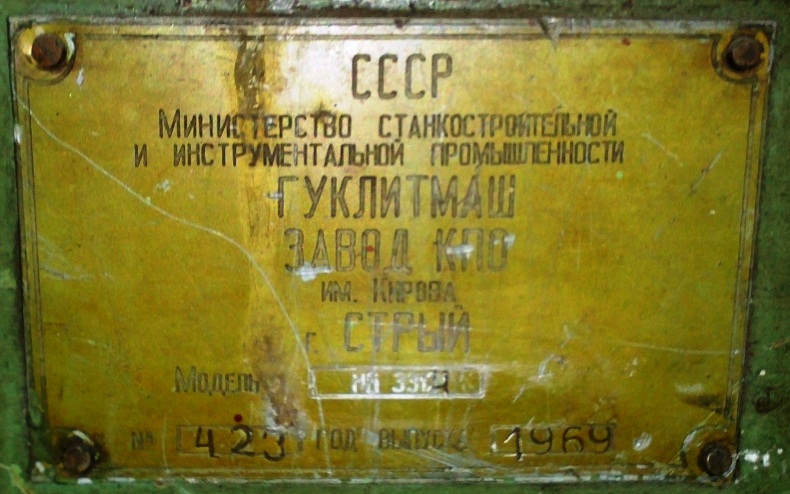 СССР
Министерство станкостроительной
и инструментальной промышленности
ГУКЛИТМАШ
ЗАВОД КПО
им. Кирова
г. СТРЫЙ
Модель
№ 423 год выпуска 1969